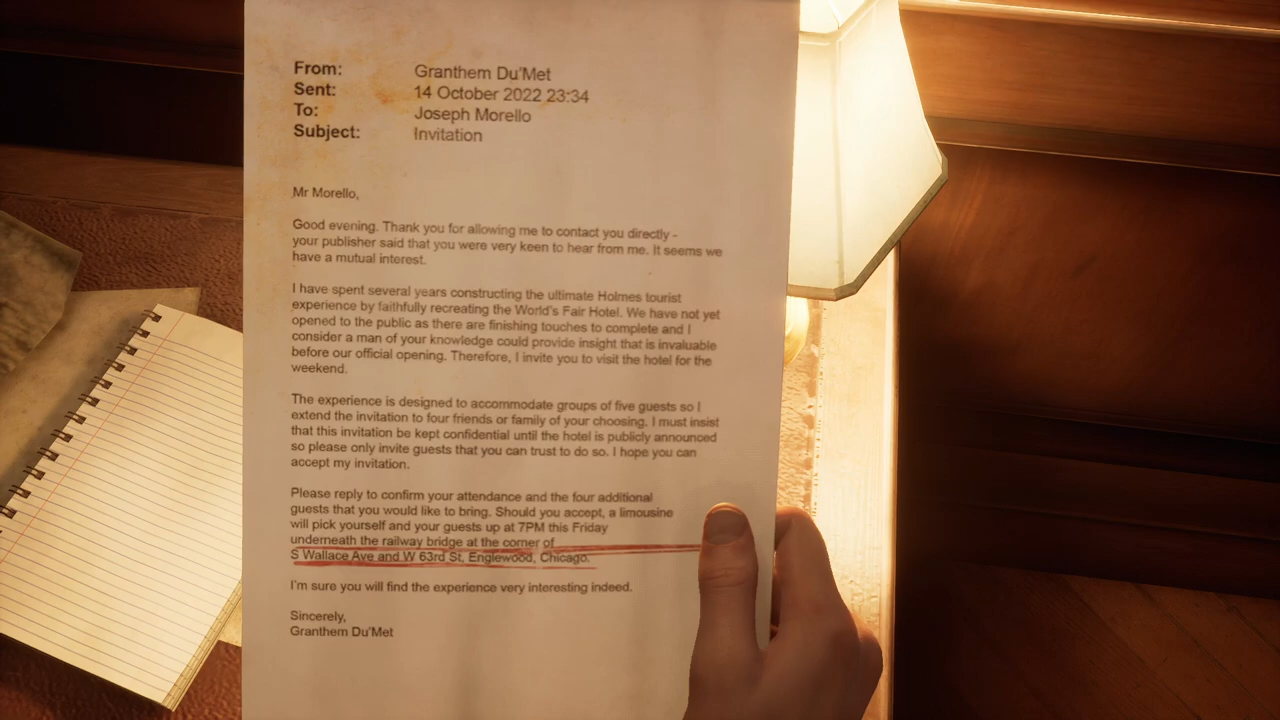 From: Granthem Du'Met
Sent: 14 October 2022 23:34
To: Joseph Morello
Subject: Invitation
Mr Morello,
Good evening. Thank you for allowing me to contact you directly -
your publisher said that you were very keen to hear from me. It seems we
have a mutual interest.
I have spent several years constructing the ultimate Holmes tourist
experience by faithfully recreating the World's Fair Hotel. We have not yet
opened to the public as there are finishing touches to complete and I
consider a man of your knowledge could provide insight that is invaluable
before our official opening. Therefore, I invite you to visit the hotel for the
weekend.
The experience is designed to accommodate groups of five guests so I
extend the invitation to four friends or family of your choosing. I must insist
that this invitation be kept confidential until the hotel is publicly announced
so please only invite guests that you can trust to do so. I hope you can
accept my invitation.
Please reply to confirm your attendance and the four additional
guests that you would like to bring. Should you accept, a limousine
will pick yourself and your guests up at 7PM this Friday
underneath the railway bridge at the corner of
S Wallace Ave and W 63rd St, Englewood, Chicago.
I'm sure you will find the experience very interesting indeed.
Sincerely,
Granthem Du'Met